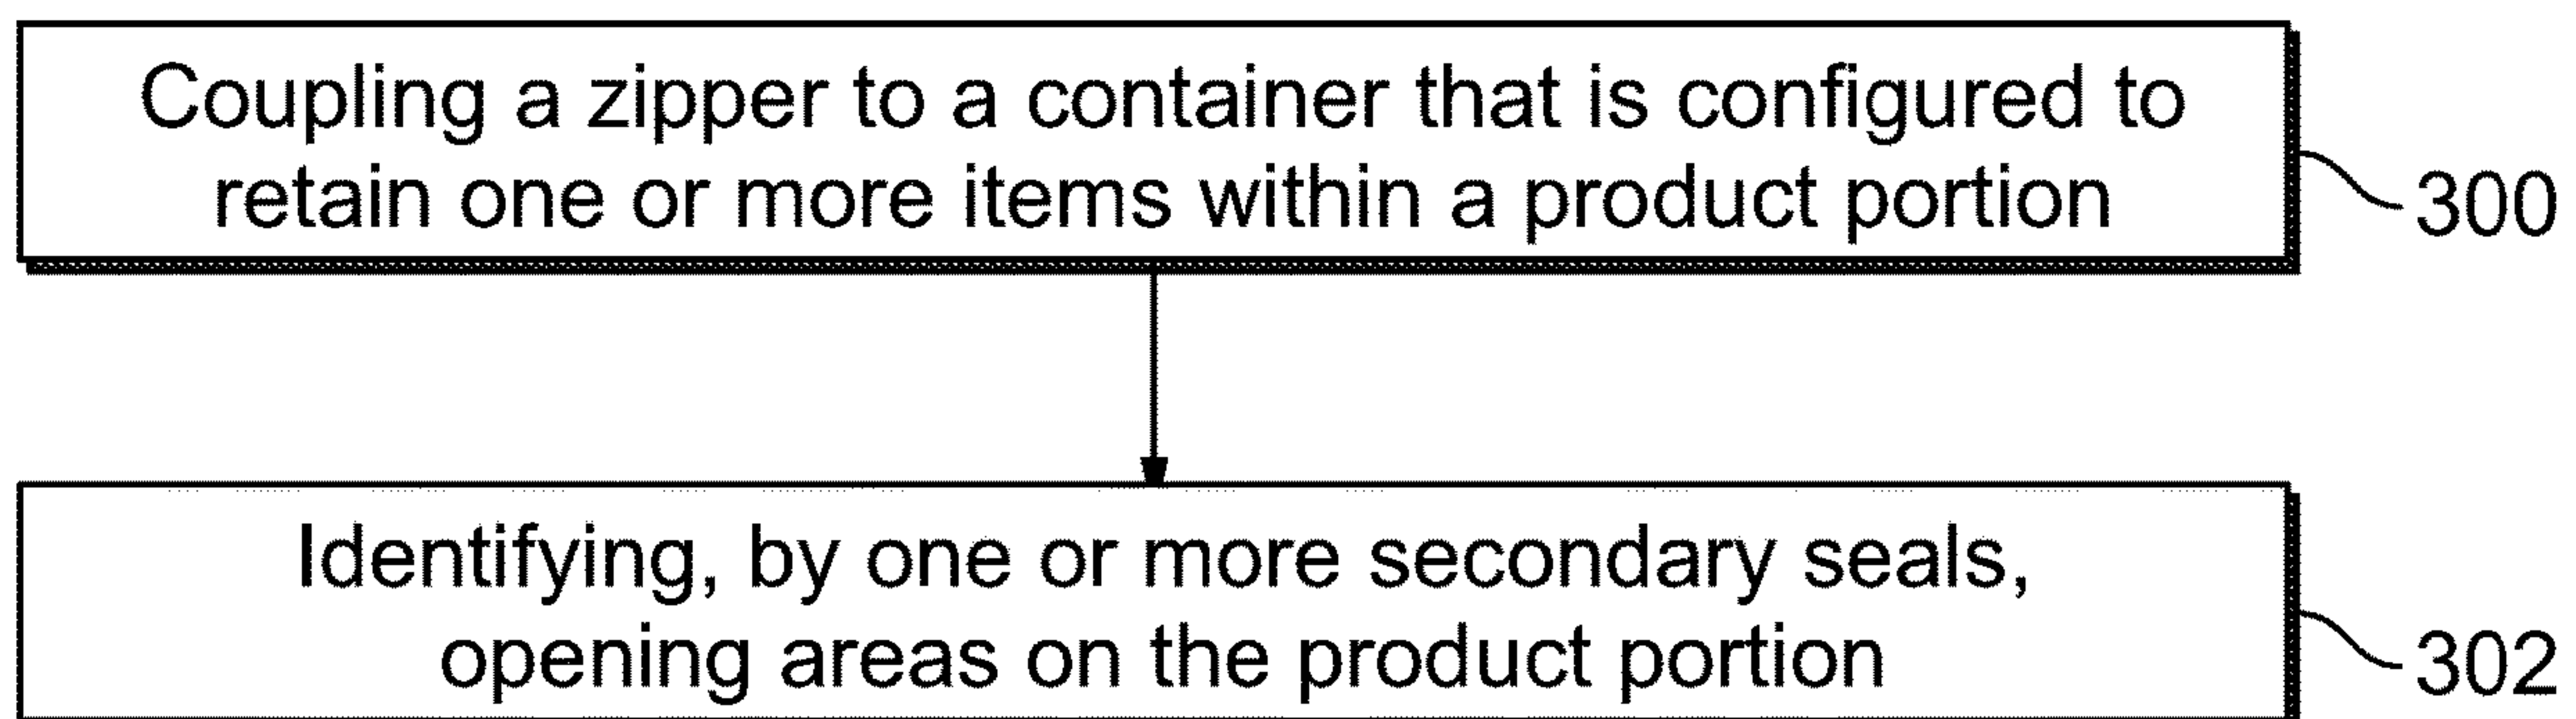 Coupling a zipper to a container that is configured to
retain one or more items within a product portion
300
Identifying, by one or more secondary seals,
opening areas on the product portion
302